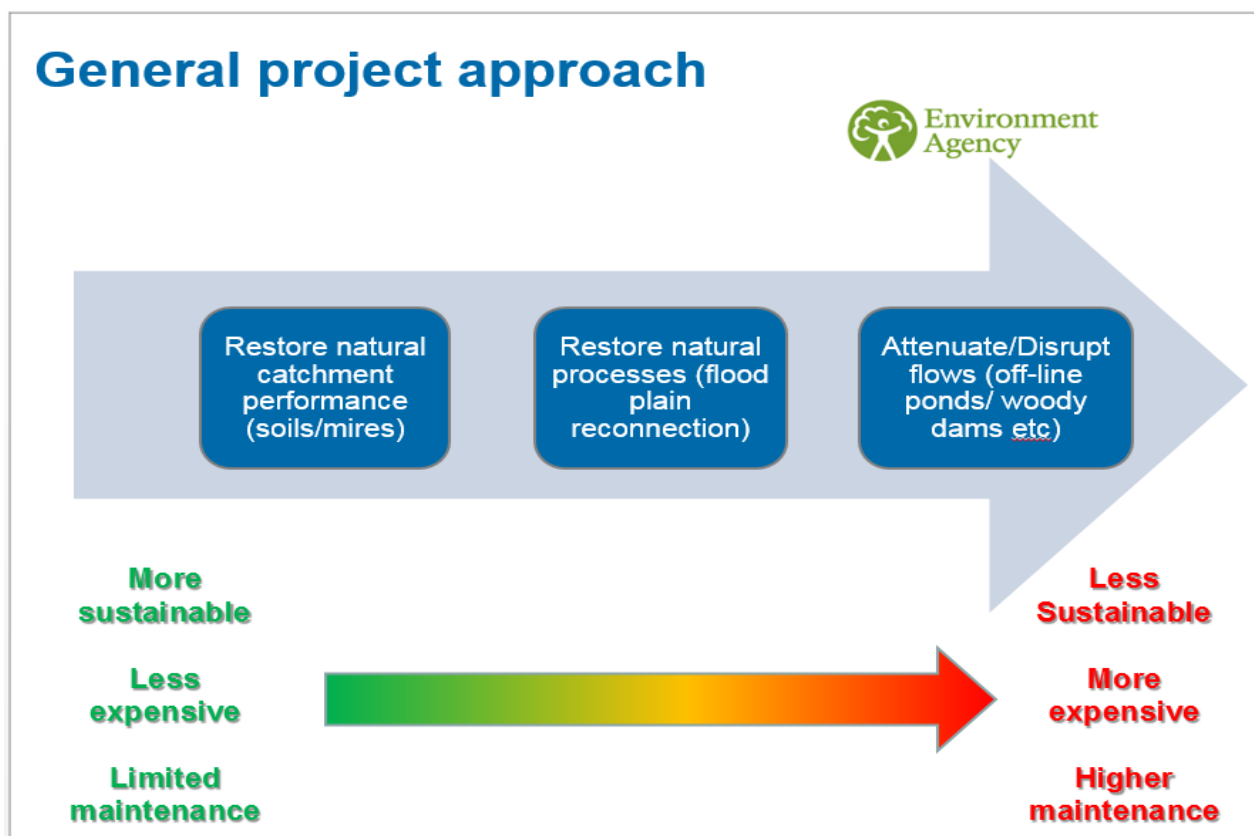 General project approach
Environment
Agency
Restore natural
catchment
performance
(soils/mires)
Restore natural
processes (flood
plain
reconnection)
Attenuate/Disrupt
flows (off-line
ponds/ woody
dams etc)
More
sustainable
Less
expensive
Limited
maintenance
Less
Sustainable
More
expensive
Higher
maintenance